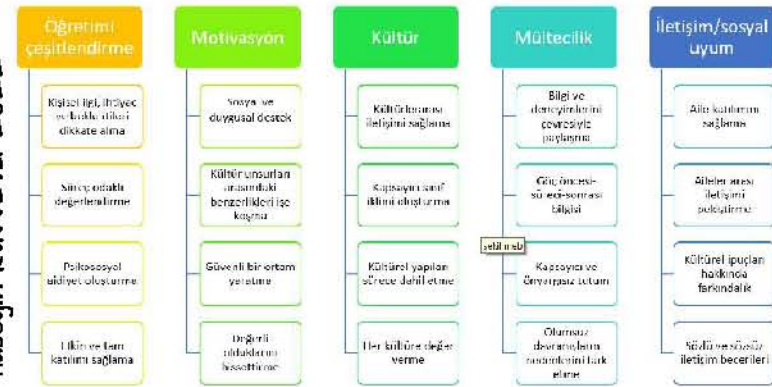 Öğretimi
çeşitlendirme
Kişisel ilgi, ihtiyaç
dikkate alma
Süreç odaklı
değerlendirme
Psikososyal
aidiyet oluşturma
Etkin ve tam
katılımı sağlama
Motivasyon
Sosyal ve
duygusal destek
Kültür unsurları
arasındaki
benzerlikleri işe
koşma
Güvenli bir ortam
yaratma
Değerli
olduklarını
hissettirme
Kültür
Kültürlerarası
iletişimi sağlama
Kapsayıcı sınıf
iklimi oluşturma
Kültürel yapıları
sürece dahil etme
Her kültüre değer
verme
Mültecilik
Bilgi ve
deneyimlerini
çevresiyle
paylaşma
Göç öncesi-
süreci-sonrası
bilgisi
Kapsayıcı ve
önyargısız tutum
Olumsuz
davranışların
nedenlerini fark
etme
İletişim/sosyal
uyum
Aile katılımını
sağlama
Aileler arası
iletişimi
pekiştirme
Kültürel ipuçları
hakkında
farkındalık
Sözlü ve sözsüz
iletişim becerileri